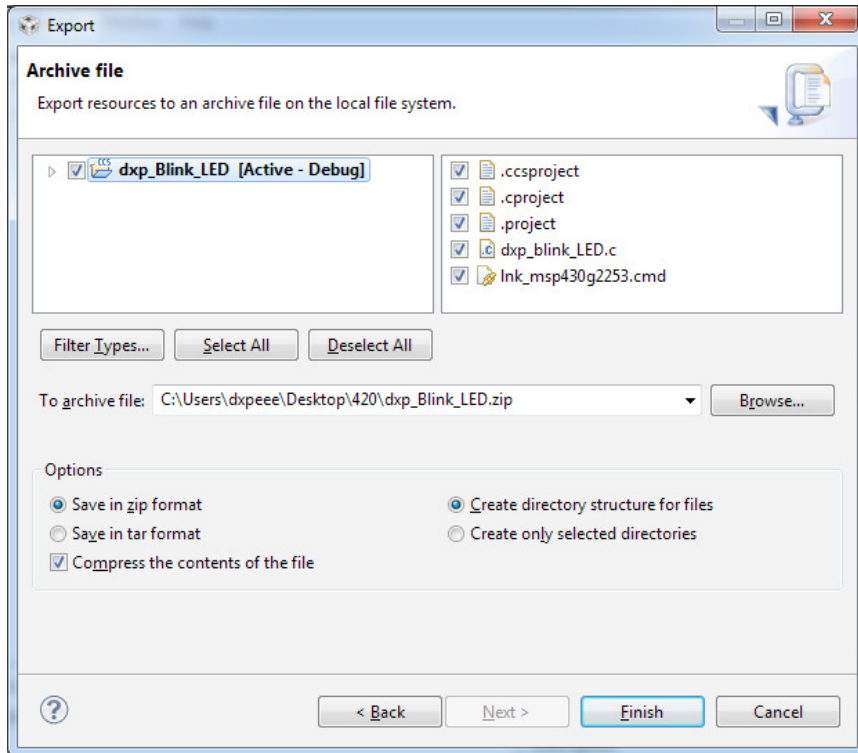 Export
Archive file
Export resources to an archive file on the local file system.
CCS
dxp_Blink_LED [Active - Debug]
.ccsproject
.cproject
.project
.c dxp_blink_LED.c
lnk_msp430g2253.cmd
Filter Types... Select All Deselect All
To archive file: C:\Users\dxpeee\Desktop\420\dxp_Blink_LED.zip Browse...
Options
Save in zip format Create directory structure for files
Save in tar format Create only selected directories
Compress the contents of the file
? < Back Next > Finish Cancel